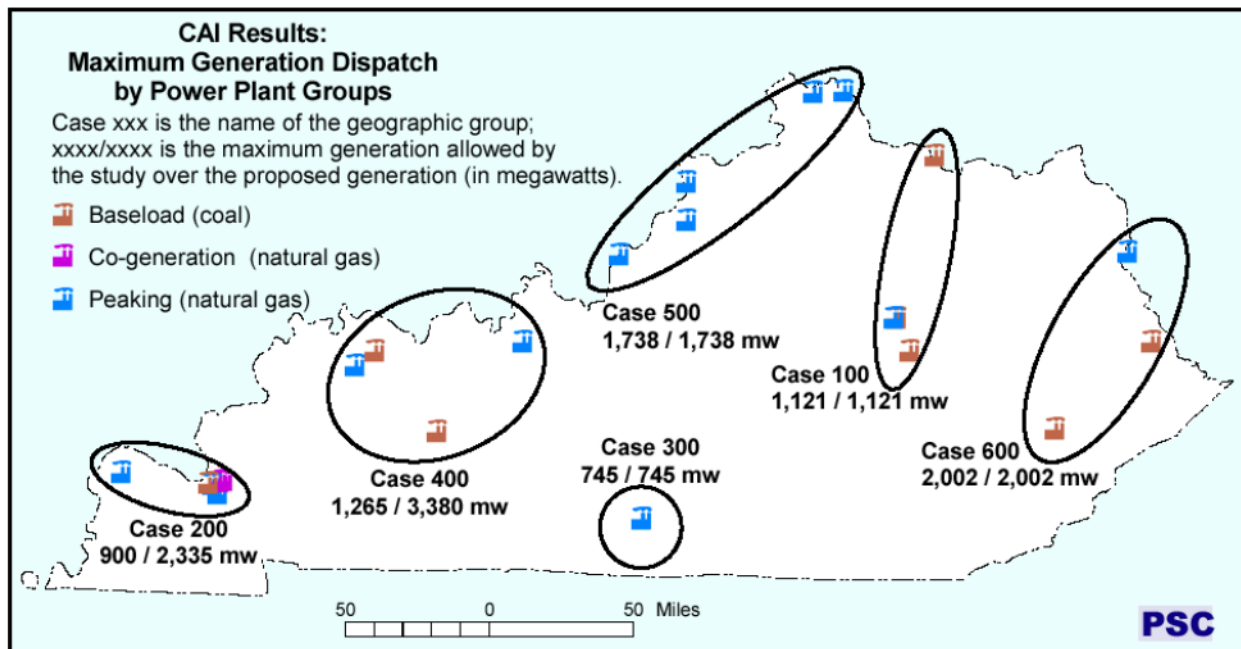 CAI Results:
Maximum Generation Dispatch
by Power Plant Groups
Case xxx is the name of the geographic group;
xxxx/xxxx is the maximum generation allowed by
the study over the proposed generation (in megawatts).
Baseload (coal)
Co-generation (natural gas)
Peaking (natural gas)
Case 500
1,738 / 1,738 mw
Case 100
1,121 / 1,121 mw
Case 600
2,002 / 2,002 mw
Case 300
745 / 745 mw
Case 400
1,265 / 3,380 mw
Case 200
900 / 2,335 mw
50 0 50 Miles
PSC